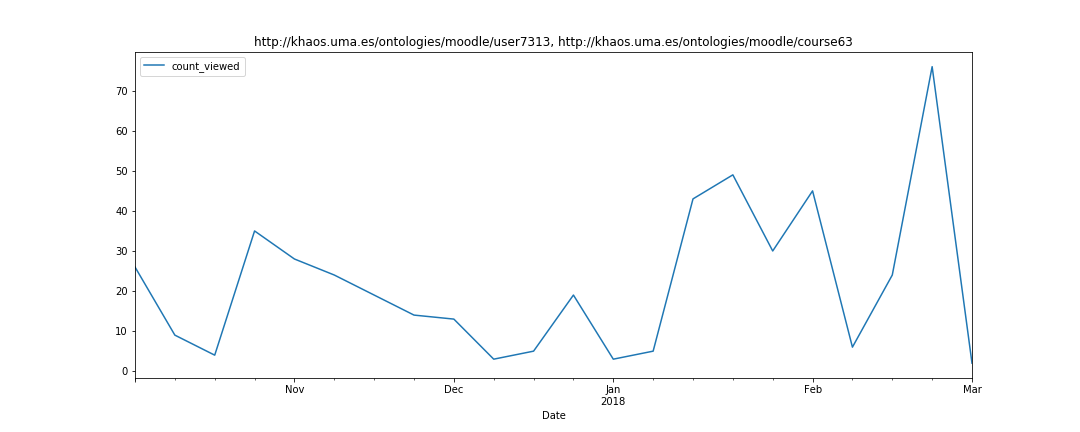 http://khaos.uma.es/ontologies/moodle/user7313, http://khaos.uma.es/ontologies/moodle/course63
count_viewed
70
60
50
40
30
20
10
0
Nov Dec Jan Feb Mar
2018
Date